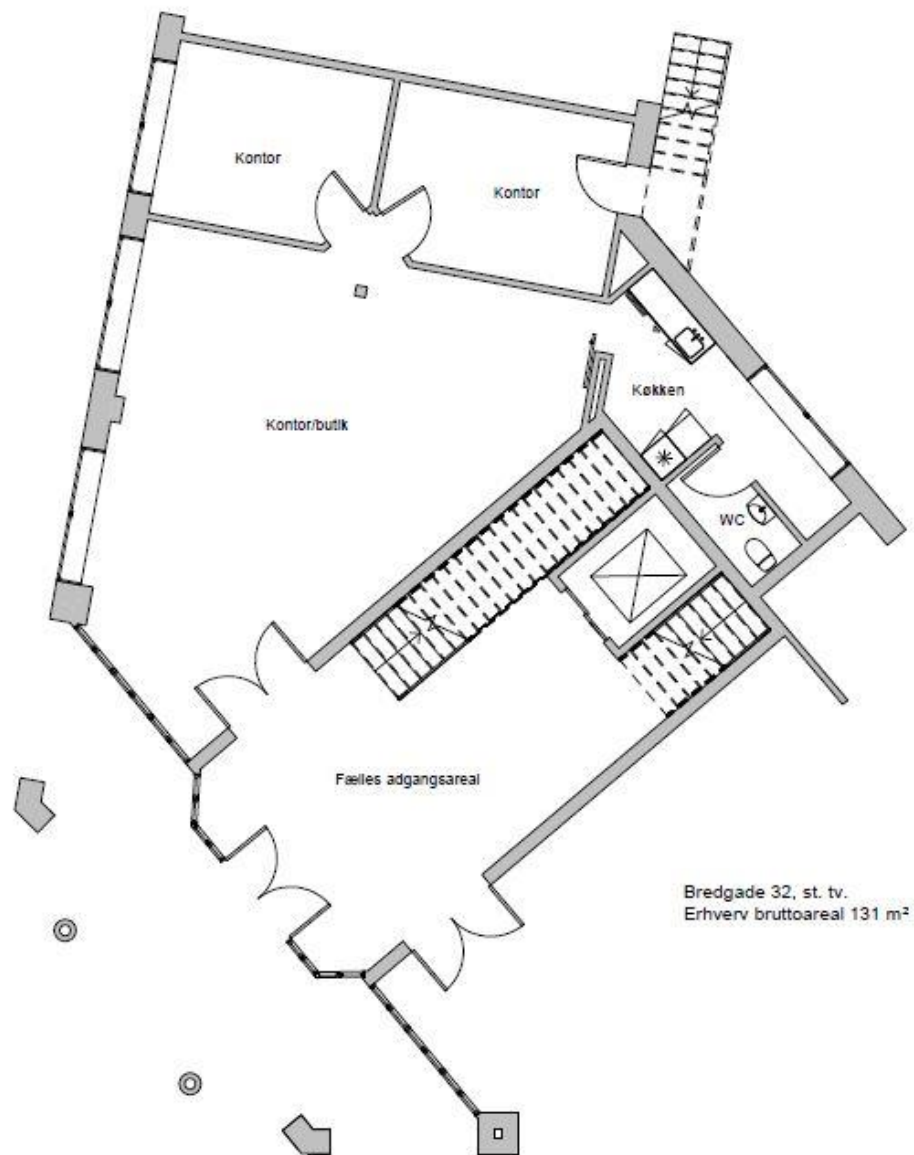 Kontor
Kontor
Køkken
Kontor/butik
WC
Fælles adgangsareal
Bredgade 32, st. tv.
Erhverv bruttoareal 131 m²